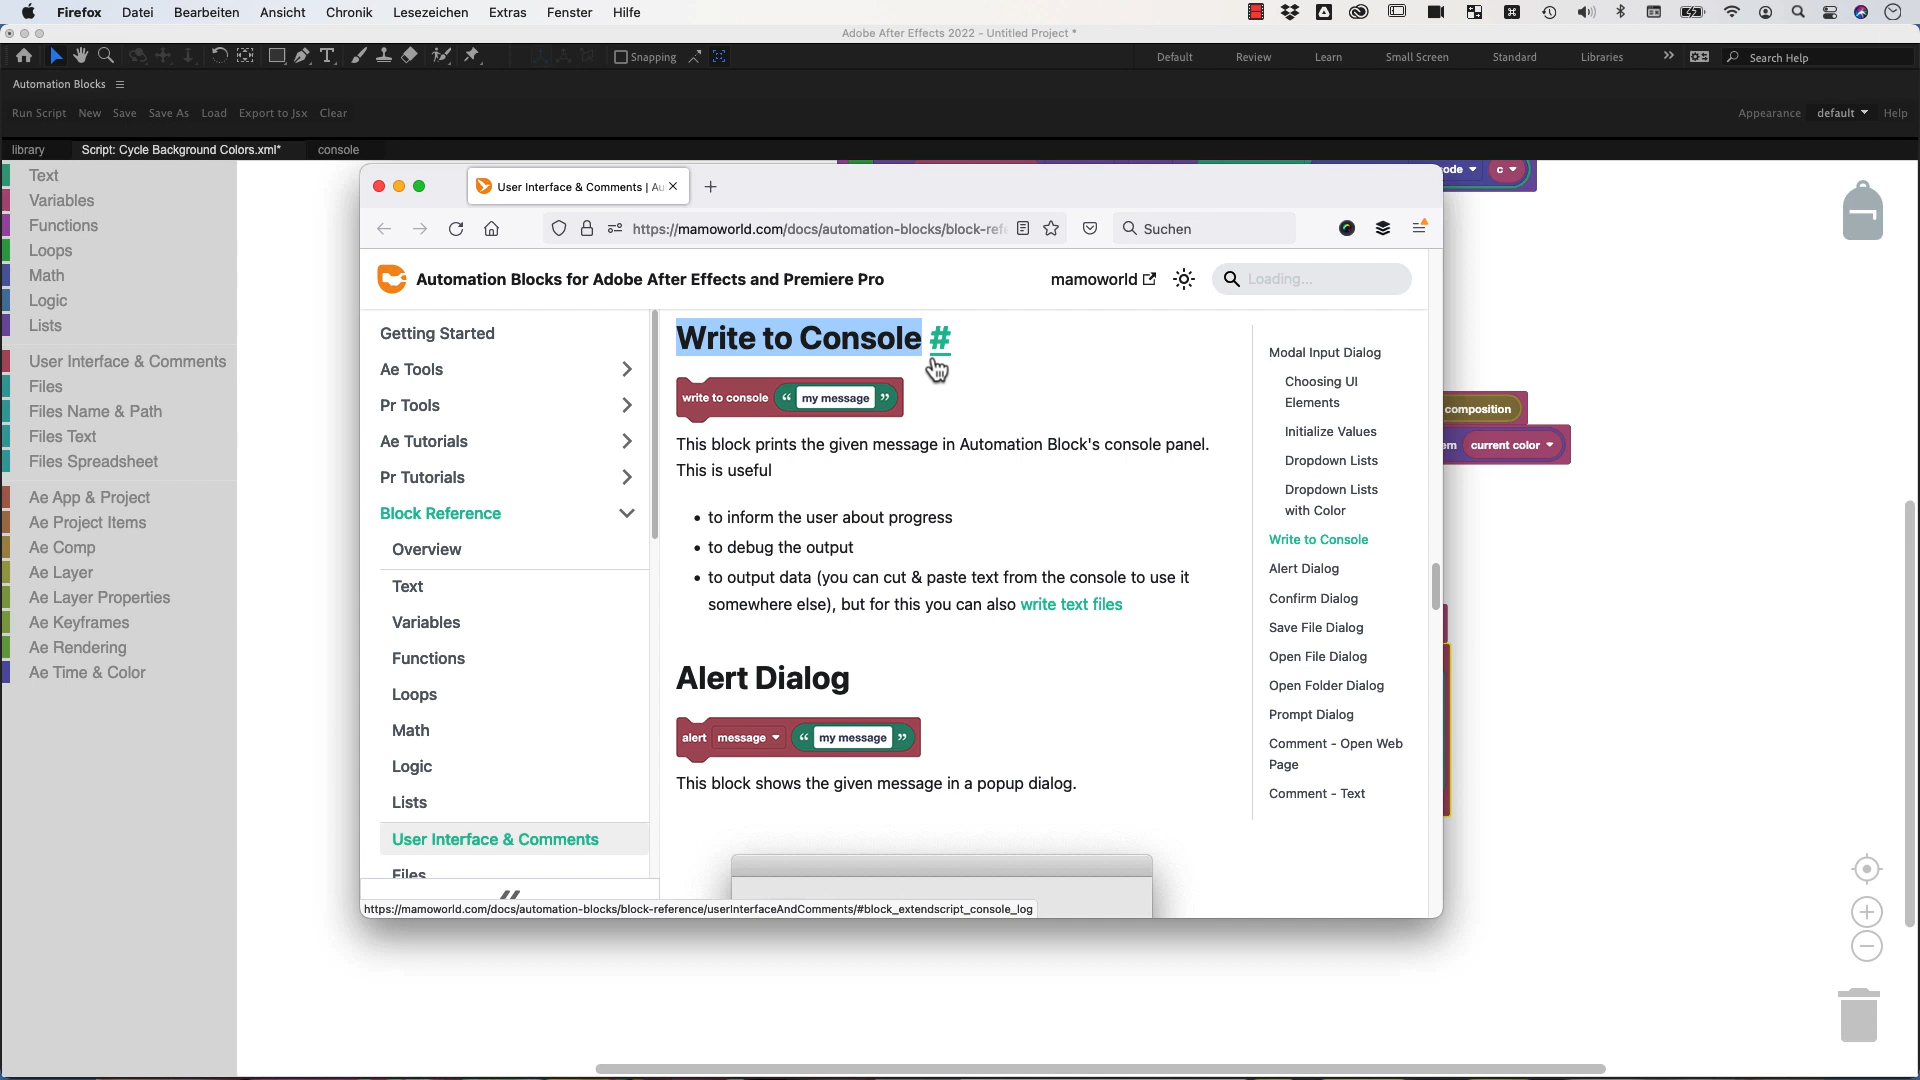 Firefox Datei Bearbeiten Ansicht Chronik Lesezeichen Extras Fenster Hilfe
Adobe After Effects 2022 - Untitled Project *
Snapping Default Review Learn Small Screen Standard Libraries Search Help
Automation Blocks
Run Script New Save Save As Load Export to Jsx Clear Appearance default Help
library Script: Cycle Background Colors.xml* console
Text
Variables
Functions
Loops
Math
Logic
Lists
User Interface & Comments
Files
Files Name & Path
Files Text
Files Spreadsheet
Ae App & Project
Ae Project Items
Ae Comp
Ae Layer
Ae Layer Properties
Ae Keyframes
Ae Rendering
Ae Time & Color
ode c
composition
em current color
User Interface & Comments | Au
https://mamoworld.com/docs/automation-blocks/block-refe
Suchen
Automation Blocks for Adobe After Effects and Premiere Pro
mamoworld
Loading...
Getting Started
Ae Tools
Pr Tools
Ae Tutorials
Pr Tutorials
Block Reference
Overview
Text
Variables
Functions
Loops
Math
Logic
Lists
User Interface & Comments
Files
Write to Console #
write to console “ my message ”
This block prints the given message in Automation Block's console panel.
This is useful
• to inform the user about progress
• to debug the output
• to output data (you can cut & paste text from the console to use it
somewhere else), but for this you can also write text files
Alert Dialog
alert message “ my message ”
This block shows the given message in a popup dialog.
Modal Input Dialog
Choosing UI
Elements
Initialize Values
Dropdown Lists
Dropdown Lists
with Color
Write to Console
Alert Dialog
Confirm Dialog
Save File Dialog
Open File Dialog
Open Folder Dialog
Prompt Dialog
Comment - Open Web
Page
Comment - Text
https://mamoworld.com/docs/automation-blocks/block-reference/userInterfaceAndComments/#block_extendscript_console_log